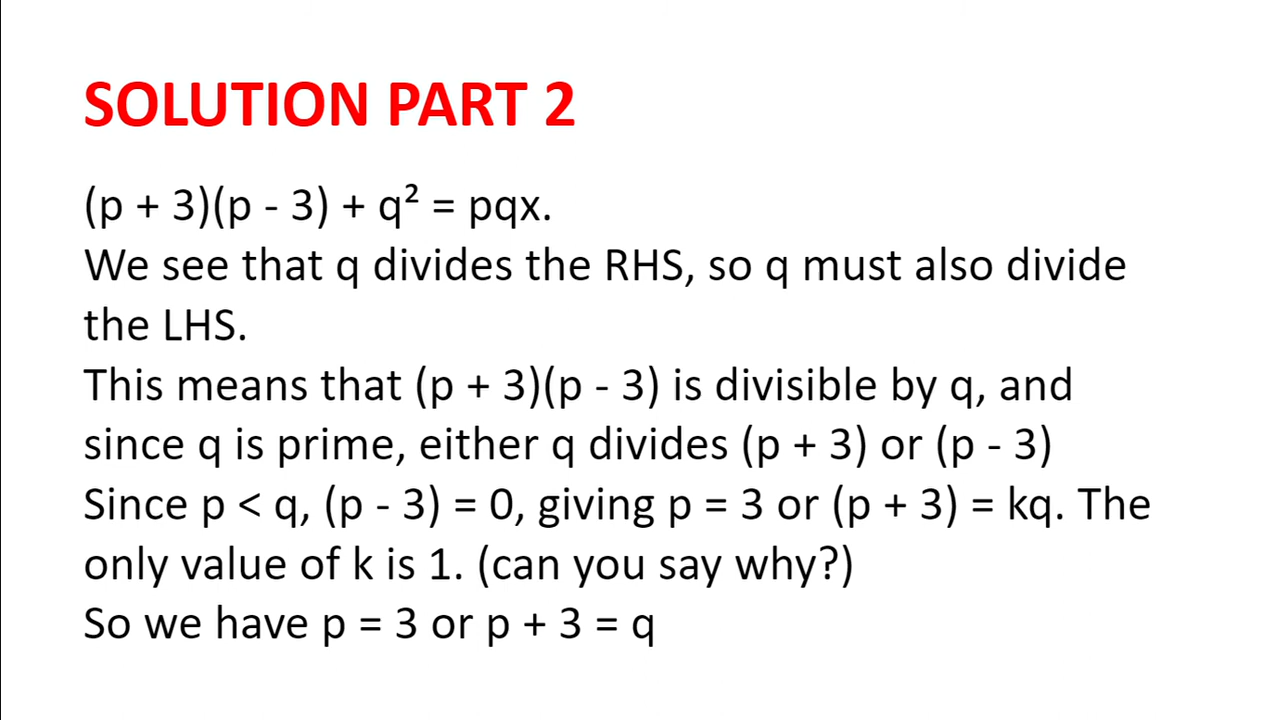 SOLUTION PART 2
(p + 3)(p - 3) + q² = pqx.
We see that q divides the RHS, so q must also divide
the LHS.
This means that (p + 3)(p - 3) is divisible by q, and
since q is prime, either q divides (p + 3) or (p - 3)
Since p < q, (p - 3) = 0, giving p = 3 or (p + 3) = kq. The
only value of k is 1. (can you say why?)
So we have p = 3 or p + 3 = q